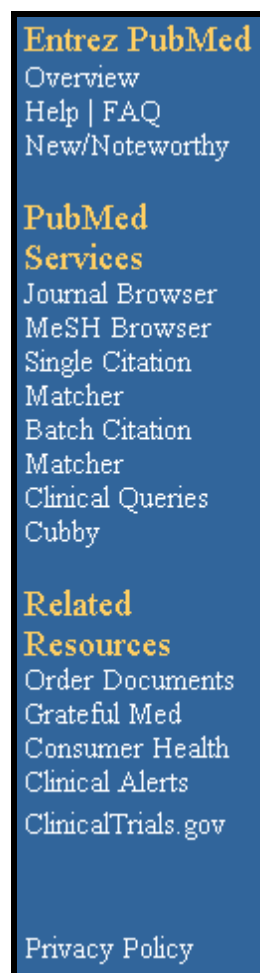 Entrez PubMed
Overview
Help | FAQ
New/Noteworthy
PubMed
Services
Journal Browser
MeSH Browser
Single Citation
Matcher
Batch Citation
Matcher
Clinical Queries
Cubby
Related
Resources
Order Documents
Grateful Med
Consumer Health
Clinical Alerts
ClinicalTrials.gov
Privacy Policy